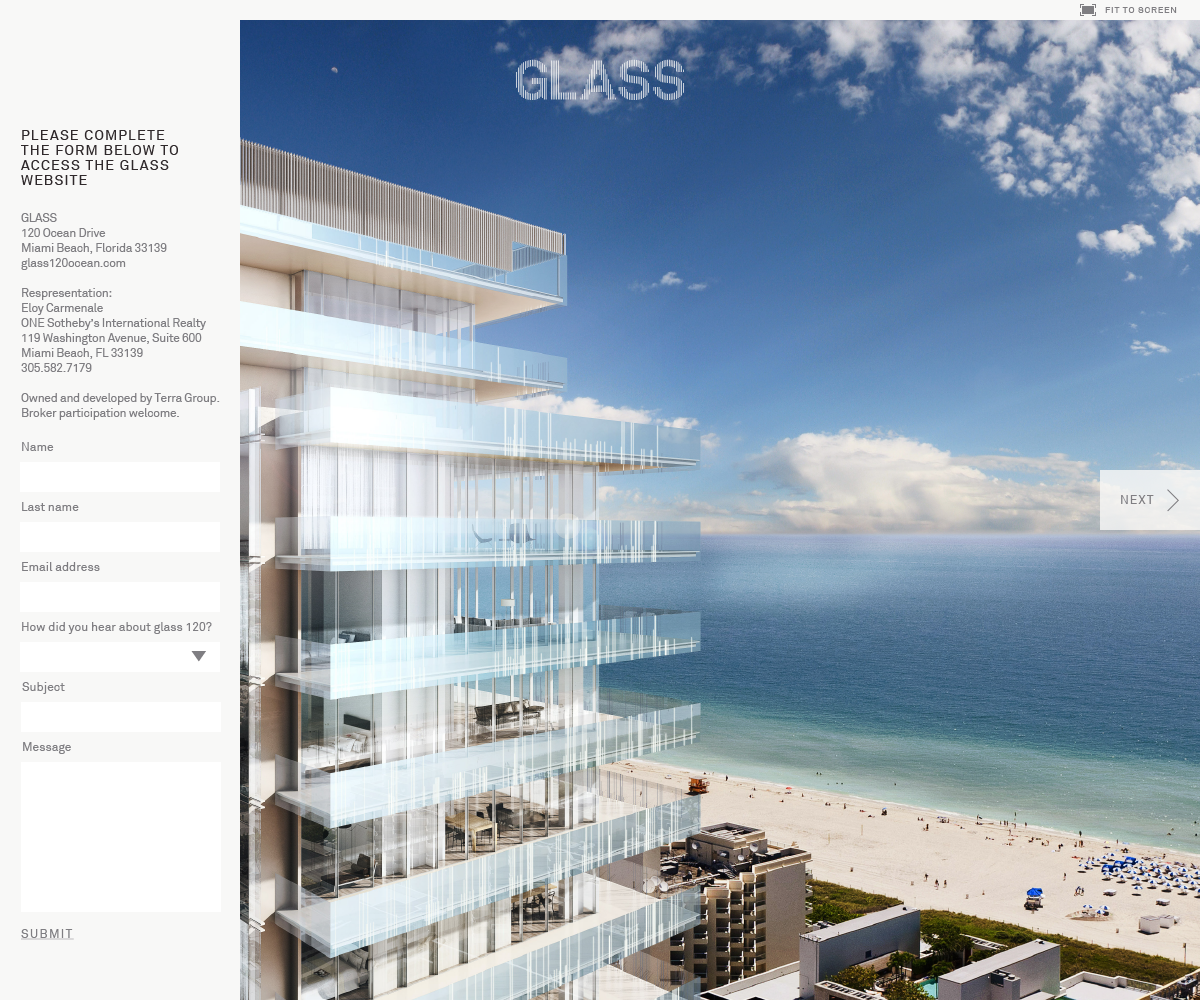 FIT TO SCREEN
GLASS
PLEASE COMPLETE
THE FORM BELOW TO
ACCESS THE GLASS
WEBSITE
GLASS
120 Ocean Drive
Miami Beach, Florida 33139
glass120ocean.com
Respresentation:
Eloy Carmenale
ONE Sotheby's International Realty
119 Washington Avenue, Suite 600
Miami Beach, FL 33139
305.582.7179
Owned and developed by Terra Group.
Broker participation welcome.
Name
Last name
Email address
How did you hear about glass 120?
Subject
Message
SUBMIT
NEXT